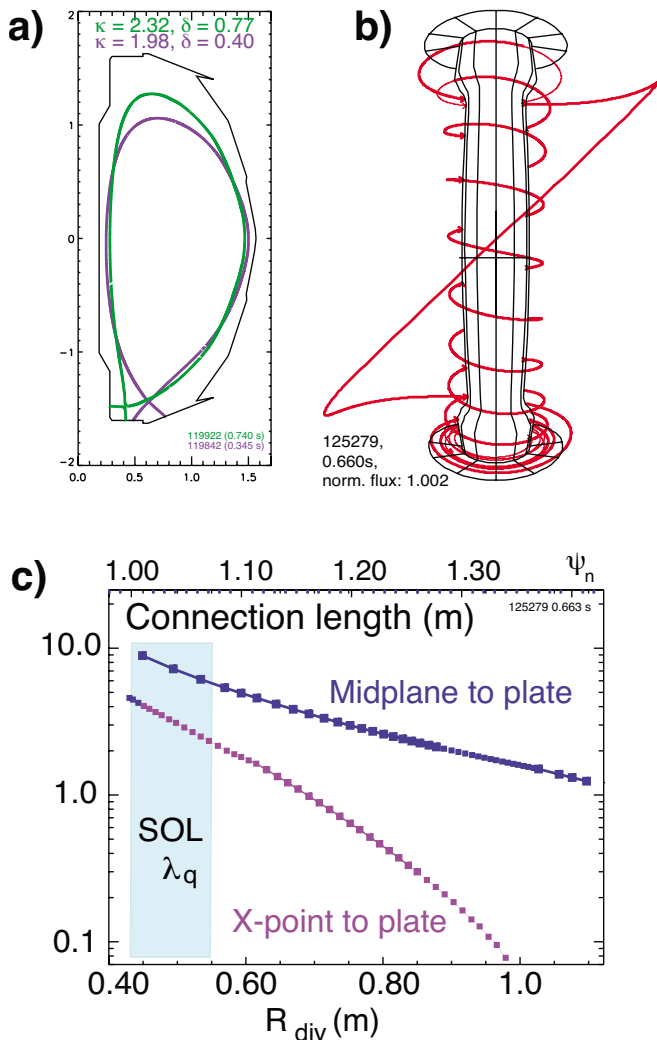 a)
κ = 2.32, δ = 0.77
κ = 1.98, δ = 0.40
2
1
0
−1
−2
0.0 0.5 1.0 1.5
119922 (0.740 s)
119842 (0.345 s)
b)
125279,
0.660s,
norm. flux: 1.002
c)
1.00 1.10 1.20 1.30 ψn
125279 0.663 s
Connection length (m)
10.0
1.0
0.1
Midplane to plate
SOL
λq
X-point to plate
0.40 0.60 0.80 1.0
R div (m)